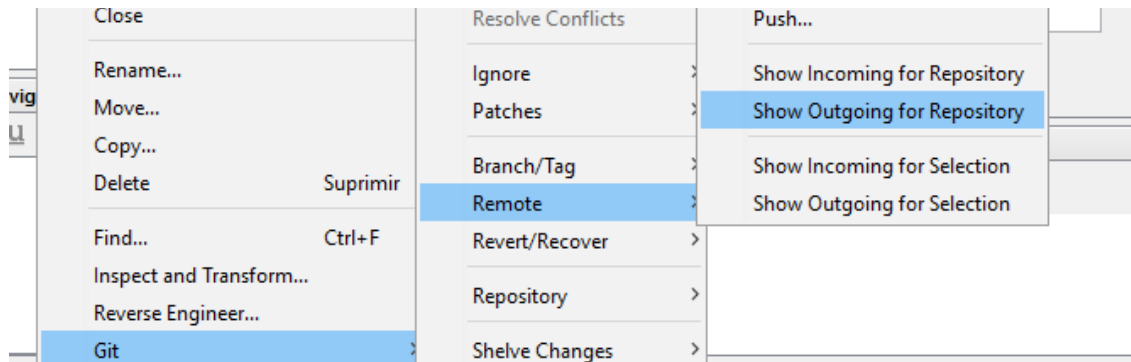 Close
Rename...
Move...
Copy...
Delete Suprimir
Find... Ctrl+F
Inspect and Transform...
Reverse Engineer...
Git
Resolve Conflicts
Ignore
Patches
Branch/Tag
Remote
Revert/Recover
Repository
Shelve Changes
Push...
Show Incoming for Repository
Show Outgoing for Repository
Show Incoming for Selection
Show Outgoing for Selection
vig